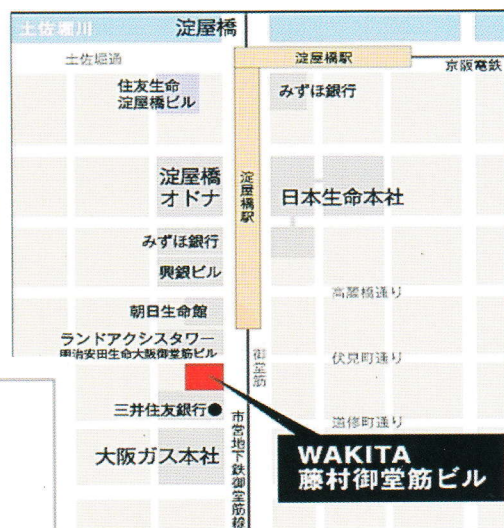 土佐堀川
淀屋橋
土佐堀通
淀屋橋駅
京阪電鉄
住友生命
淀屋橋ビル
みずほ銀行
淀屋橋
オドナ
淀屋橋駅
日本生命本社
みずほ銀行
興銀ビル
高麗橋通り
朝日生命館
ランドアクシスタワー
明治安田生命大阪御堂筋ビル
御堂筋
伏見町通り
三井住友銀行
道修町通り
市営地下鉄御堂筋線
大阪ガス本社
WAKITA
藤村御堂筋ビル